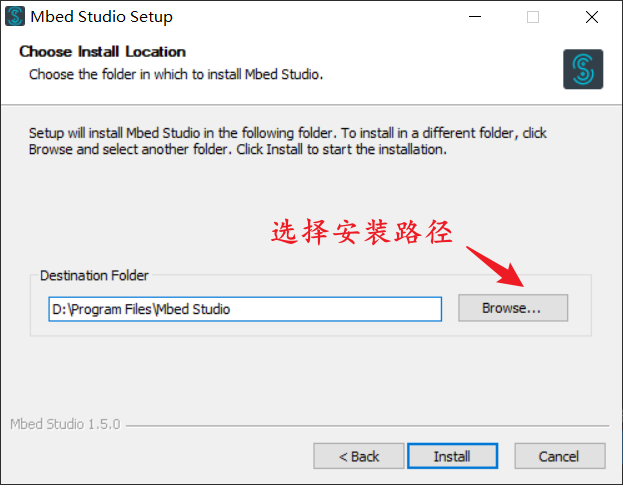 Mbed Studio Setup
Choose Install Location
Choose the folder in which to install Mbed Studio.
Setup will install Mbed Studio in the following folder. To install in a different folder, click
Browse and select another folder. Click Install to start the installation.
选择安装路径
Destination Folder
D:\Program Files\Mbed Studio
Browse...
Mbed Studio 1.5.0
< Back
Install
Cancel